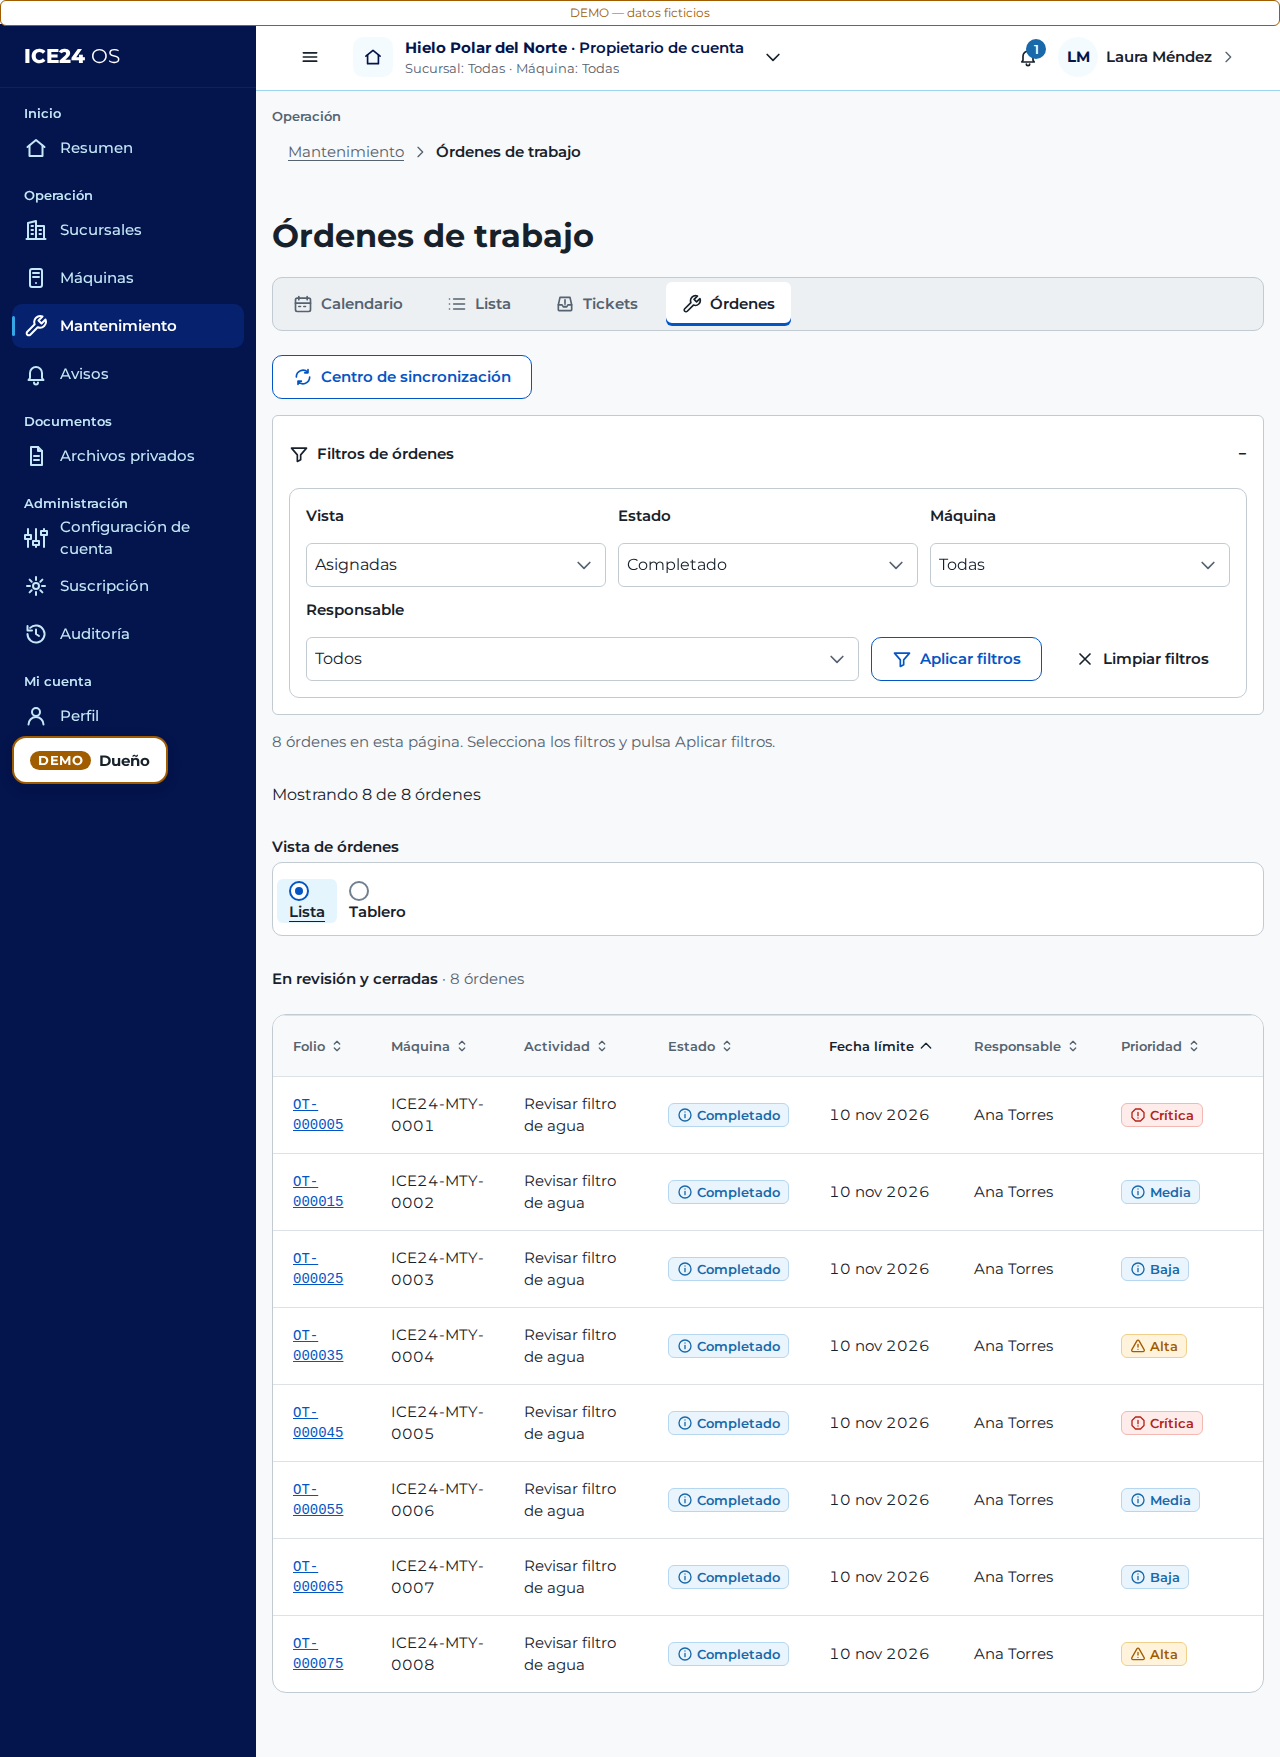 DEMO — datos ficticios
ICE24 OS
Inicio
Resumen
Operación
Sucursales
Máquinas
Mantenimiento
Avisos
Documentos
Archivos privados
Administración
Configuración de
cuenta
Suscripción
Auditoría
Mi cuenta
Perfil
DEMO Dueño
Hielo Polar del Norte · Propietario de cuenta
Sucursal: Todas · Máquina: Todas
1
LM Laura Méndez
Operación
Mantenimiento
Órdenes de trabajo
Órdenes de trabajo
Calendario
Lista
Tickets
Órdenes
Centro de sincronización
Filtros de órdenes
Vista
Estado
Máquina
Asignadas
Completado
Todas
Responsable
Todos
Aplicar filtros
Limpiar filtros
8 órdenes en esta página. Selecciona los filtros y pulsa Aplicar filtros.
Mostrando 8 de 8 órdenes
Vista de órdenes
Lista
Tablero
En revisión y cerradas · 8 órdenes
Folio Máquina Actividad Estado Fecha límite Responsable Prioridad
OT-
000005
ICE24-MTY-
0001
Revisar filtro
de agua
Completado
10 nov 2026
Ana Torres
Crítica
OT-
000015
ICE24-MTY-
0002
Revisar filtro
de agua
Completado
10 nov 2026
Ana Torres
Media
OT-
000025
ICE24-MTY-
0003
Revisar filtro
de agua
Completado
10 nov 2026
Ana Torres
Baja
OT-
000035
ICE24-MTY-
0004
Revisar filtro
de agua
Completado
10 nov 2026
Ana Torres
Alta
OT-
000045
ICE24-MTY-
0005
Revisar filtro
de agua
Completado
10 nov 2026
Ana Torres
Crítica
OT-
000055
ICE24-MTY-
0006
Revisar filtro
de agua
Completado
10 nov 2026
Ana Torres
Media
OT-
000065
ICE24-MTY-
0007
Revisar filtro
de agua
Completado
10 nov 2026
Ana Torres
Baja
OT-
000075
ICE24-MTY-
0008
Revisar filtro
de agua
Completado
10 nov 2026
Ana Torres
Alta